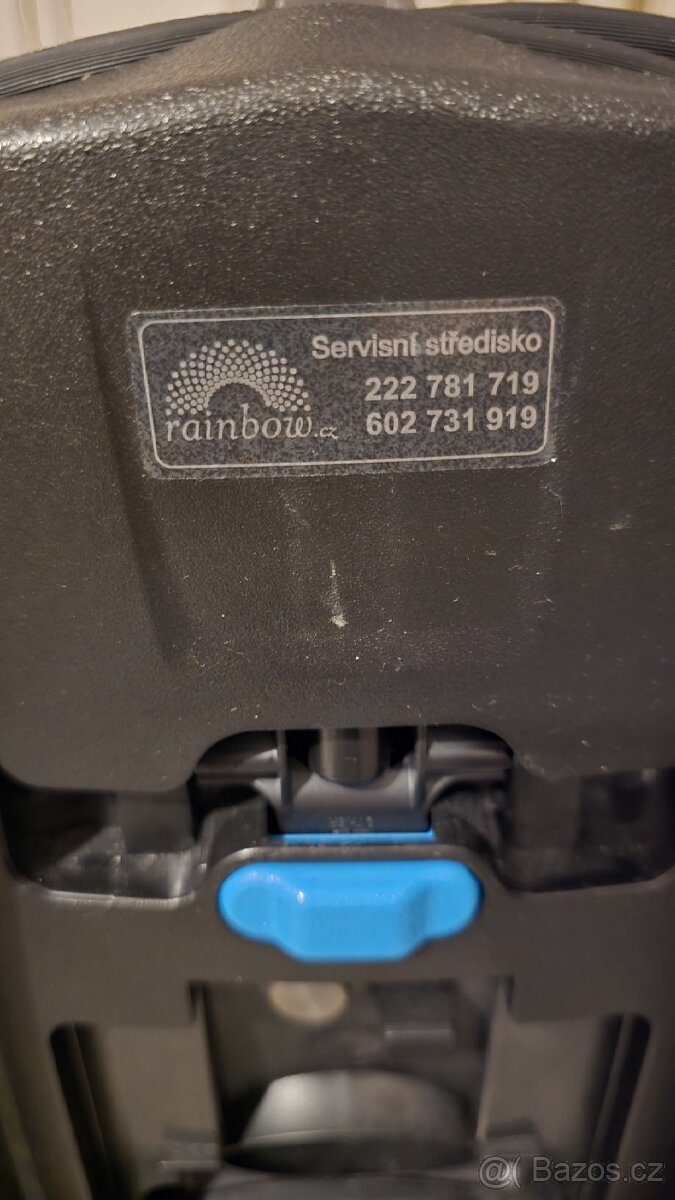 Servisní středisko
222 781 719
602 731 919
rainbow.cz
Bazos.cz